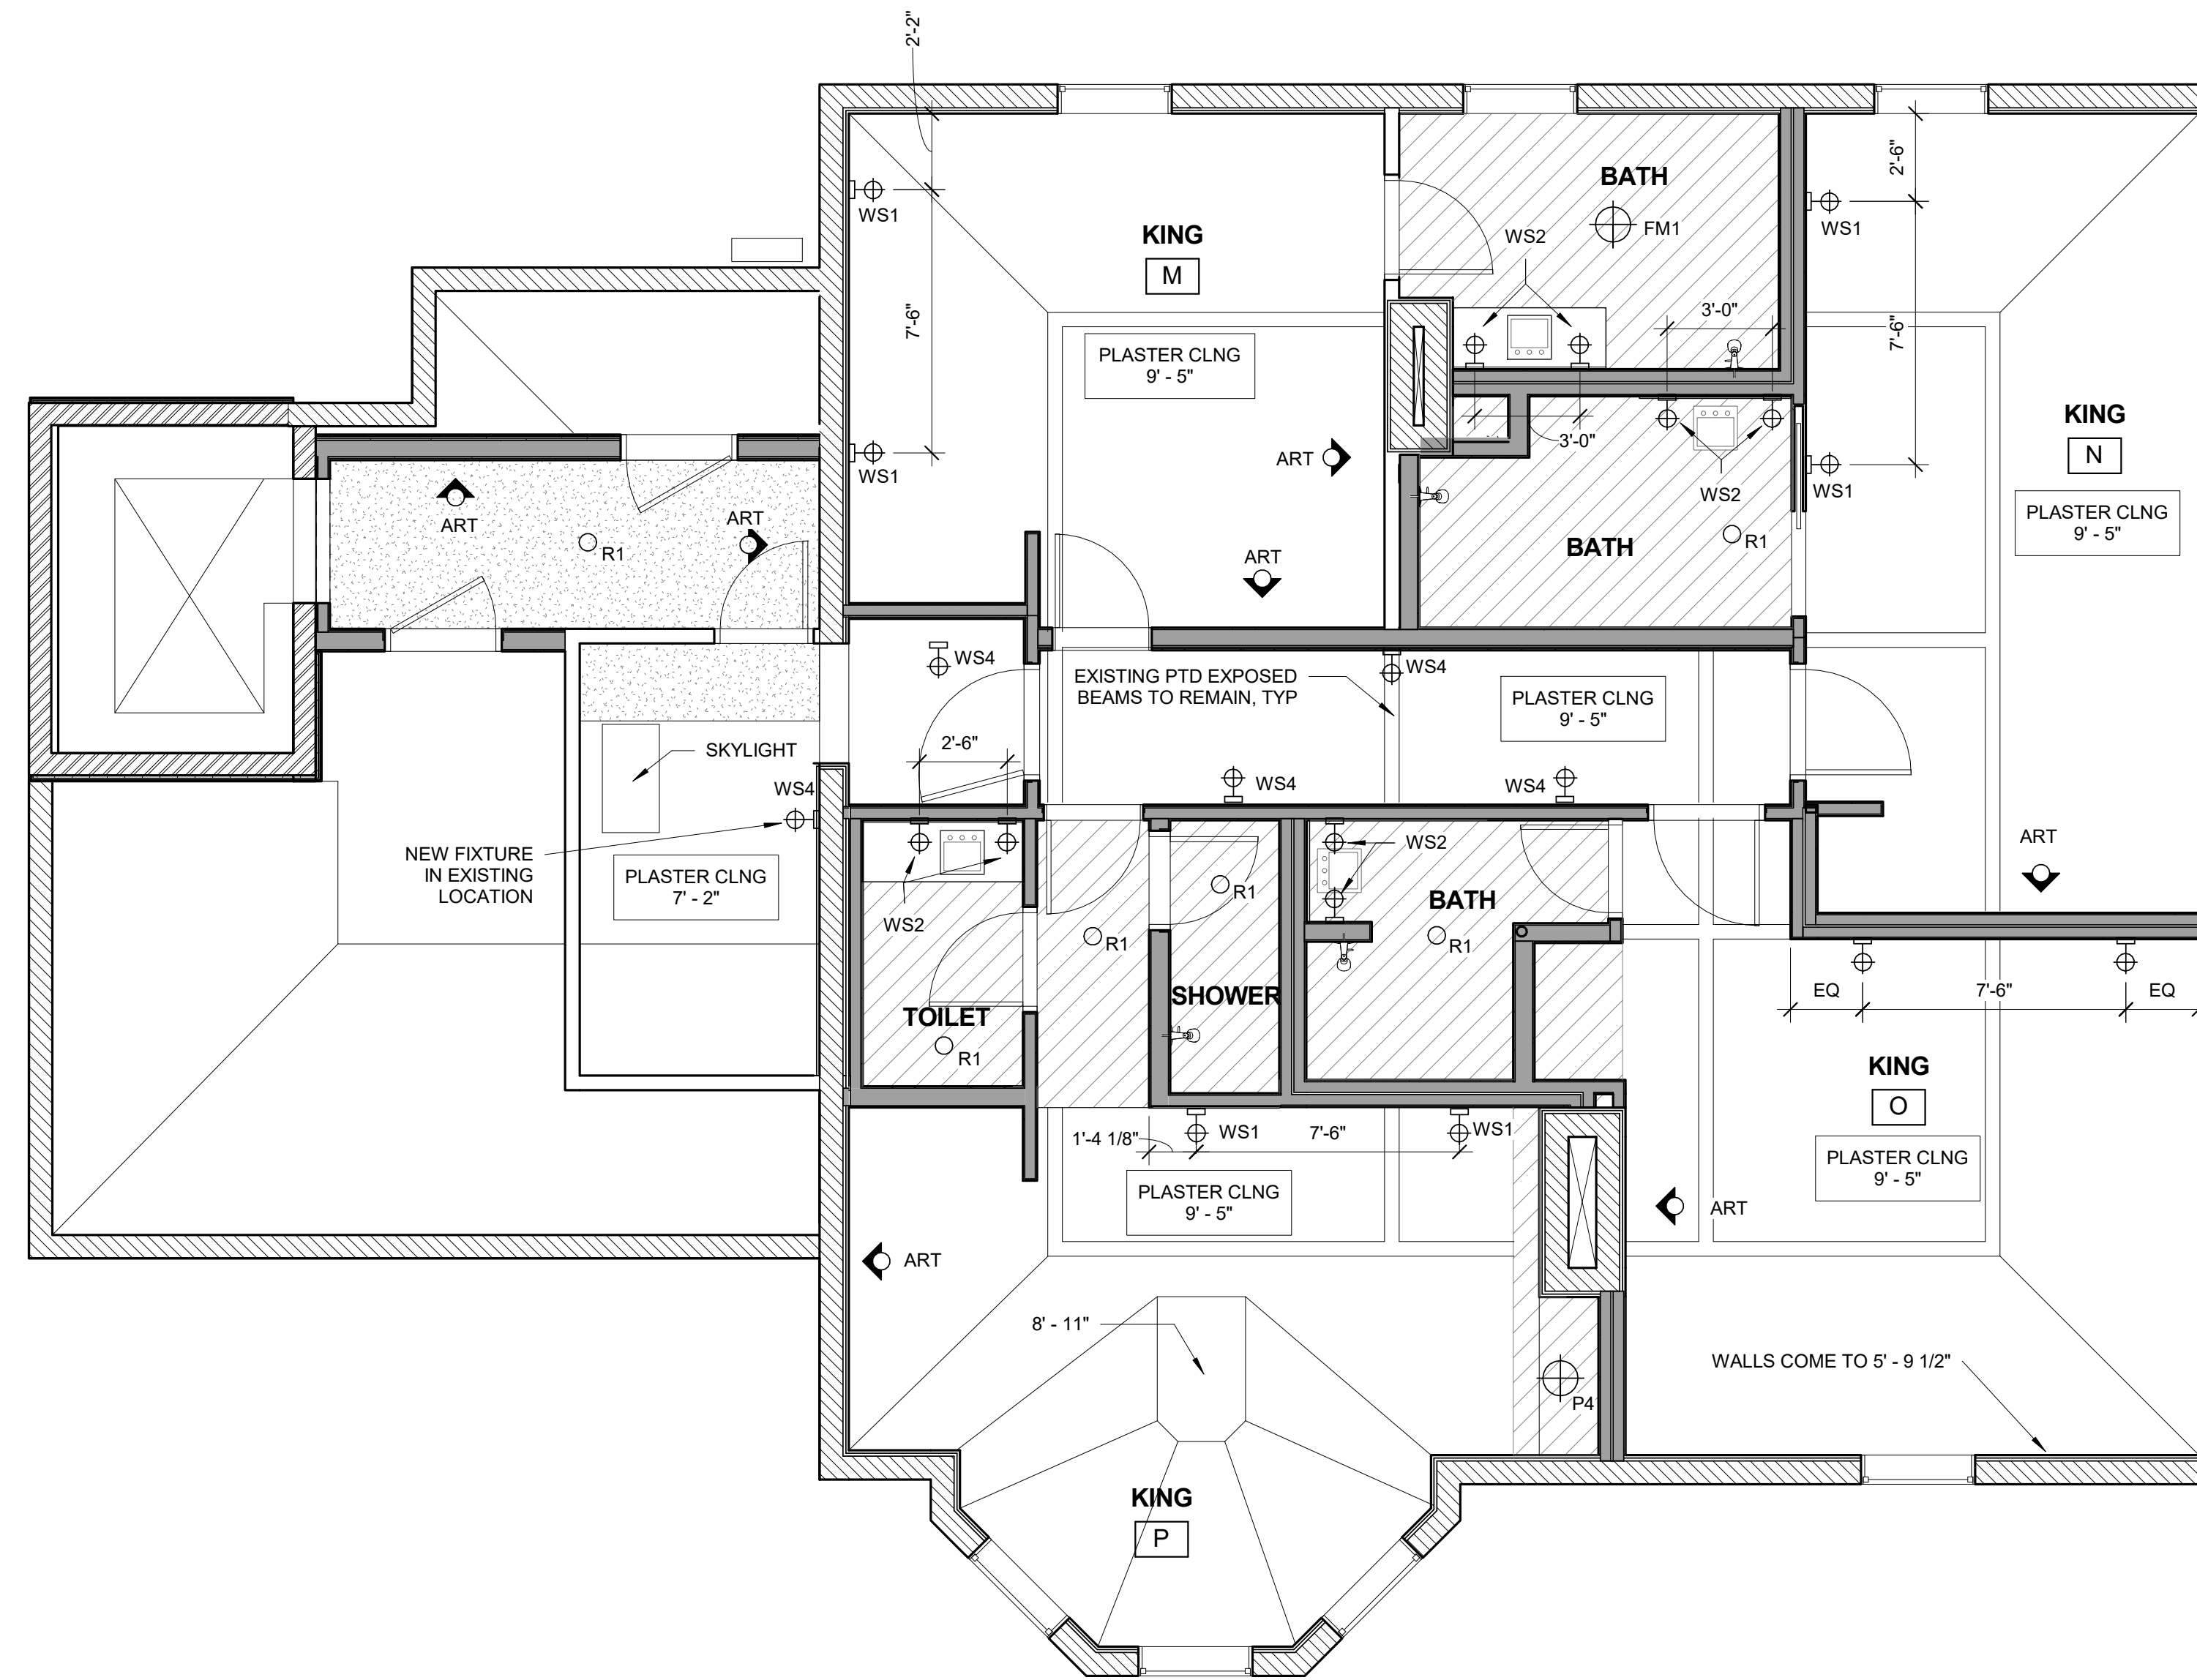 2'-2"
BATH
2'-6"
WS1
WS2
FM1
WS1
KING
M
3'-0"
7'-6"
7'-6"
PLASTER CLNG
9' - 5"
KING
N
3'-0"
ART
WS1
WS2
WS1
ART
ART
R1
PLASTER CLNG
9' - 5"
R1
BATH
ART
WS4
EXISTING PTD EXPOSED
BEAMS TO REMAIN, TYP
WS4
PLASTER CLNG
9' - 5"
SKYLIGHT
2'-6"
WS4
WS4
WS4
NEW FIXTURE
IN EXISTING
LOCATION
PLASTER CLNG
7' - 2"
WS2
ART
R1
BATH
WS2
R1
R1
EQ
7'-6"
EQ
SHOWER
TOILET
R1
KING
O
1'-4 1/8"
WS1
7'-6"
WS1
PLASTER CLNG
9' - 5"
PLASTER CLNG
9' - 5"
ART
ART
8' - 11"
WALLS COME TO 5' - 9 1/2"
P4
KING
P